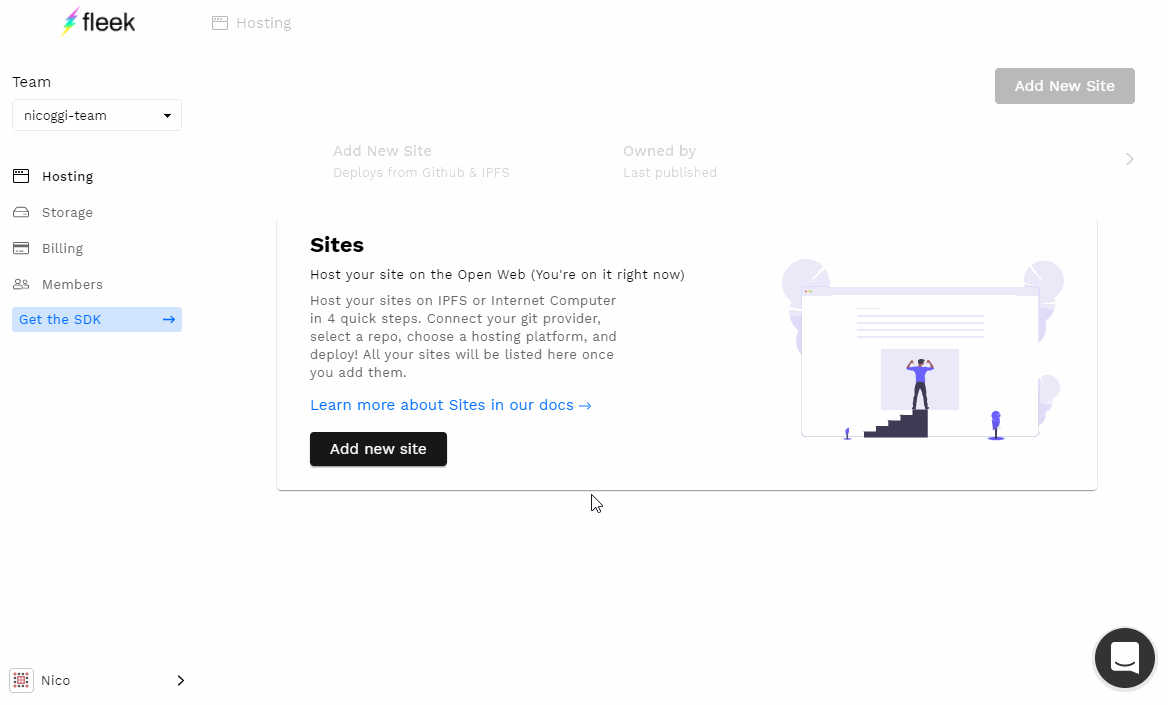 fleek
Hosting
Team
nicoggi-team
Add New Site
Add New Site
Deploys from Github & IPFS
Owned by
Last published
Hosting
Storage
Billing
Members
Get the SDK →
Sites
Host your site on the Open Web (You're on it right now)
Host your sites on IPFS or Internet Computer
in 4 quick steps. Connect your git provider,
select a repo, choose a hosting platform, and
deploy! All your sites will be listed here once
you add them.
Learn more about Sites in our docs →
Add new site
Nico